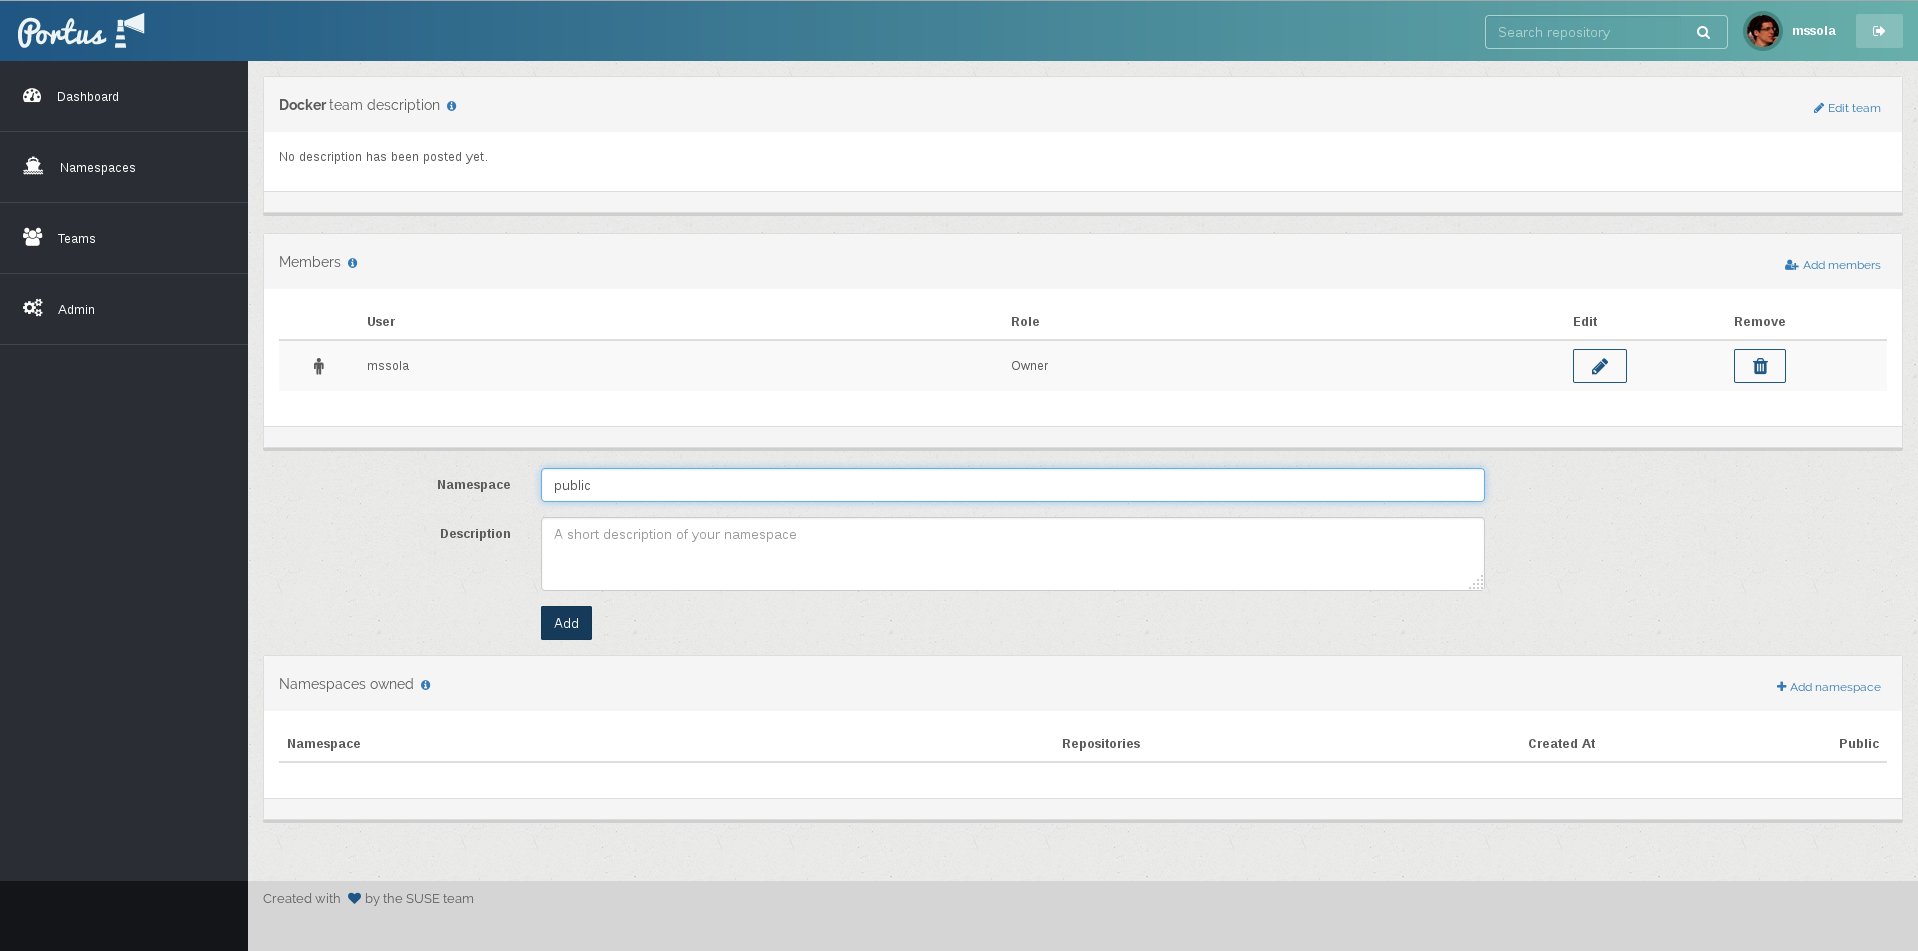 Portus
Search repository
mssola
Dashboard
Namespaces
Teams
Admin
Docker team description
Edit team
No description has been posted yet.
Members
Add members
User Role Edit Remove
mssola Owner
Namespace public
Description A short description of your namespace
Add
Namespaces owned
Add namespace
Namespace Repositories Created At Public
Created with by the SUSE team